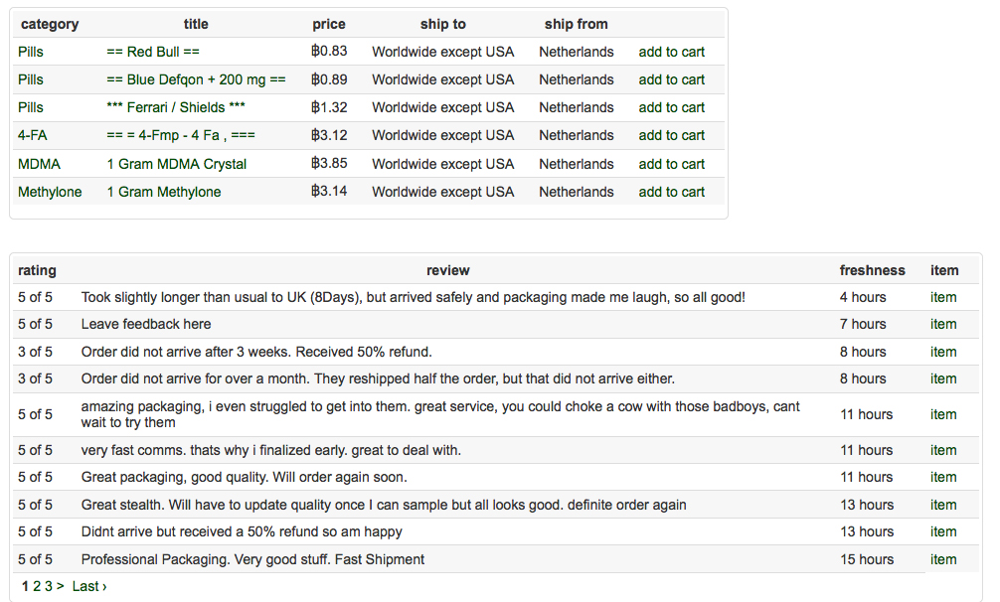 category title price ship to ship from
Pills == Red Bull == ฿0.83 Worldwide except USA Netherlands add to cart
Pills == Blue Defqon + 200 mg == ฿0.89 Worldwide except USA Netherlands add to cart
Pills *** Ferrari / Shields *** ฿1.32 Worldwide except USA Netherlands add to cart
4-FA == = 4-Fmp - 4 Fa , === ฿3.12 Worldwide except USA Netherlands add to cart
MDMA 1 Gram MDMA Crystal ฿3.85 Worldwide except USA Netherlands add to cart
Methylone 1 Gram Methylone ฿3.14 Worldwide except USA Netherlands add to cart
rating review freshness item
5 of 5 Took slightly longer than usual to UK (8Days), but arrived safely and packaging made me laugh, so all good! 4 hours item
5 of 5 Leave feedback here 7 hours item
3 of 5 Order did not arrive after 3 weeks. Received 50% refund. 8 hours item
3 of 5 Order did not arrive for over a month. They reshipped half the order, but that did not arrive either. 8 hours item
5 of 5 amazing packaging, i even struggled to get into them. great service, you could choke a cow with those badboys, cant 11 hours item
wait to try them
5 of 5 very fast comms. thats why i finalized early. great to deal with. 11 hours item
5 of 5 Great packaging, good quality. Will order again soon. 11 hours item
5 of 5 Great stealth. Will have to update quality once I can sample but all looks good. definite order again 13 hours item
5 of 5 Didnt arrive but received a 50% refund so am happy 13 hours item
5 of 5 Professional Packaging. Very good stuff. Fast Shipment 15 hours item
1 2 3 > Last ›